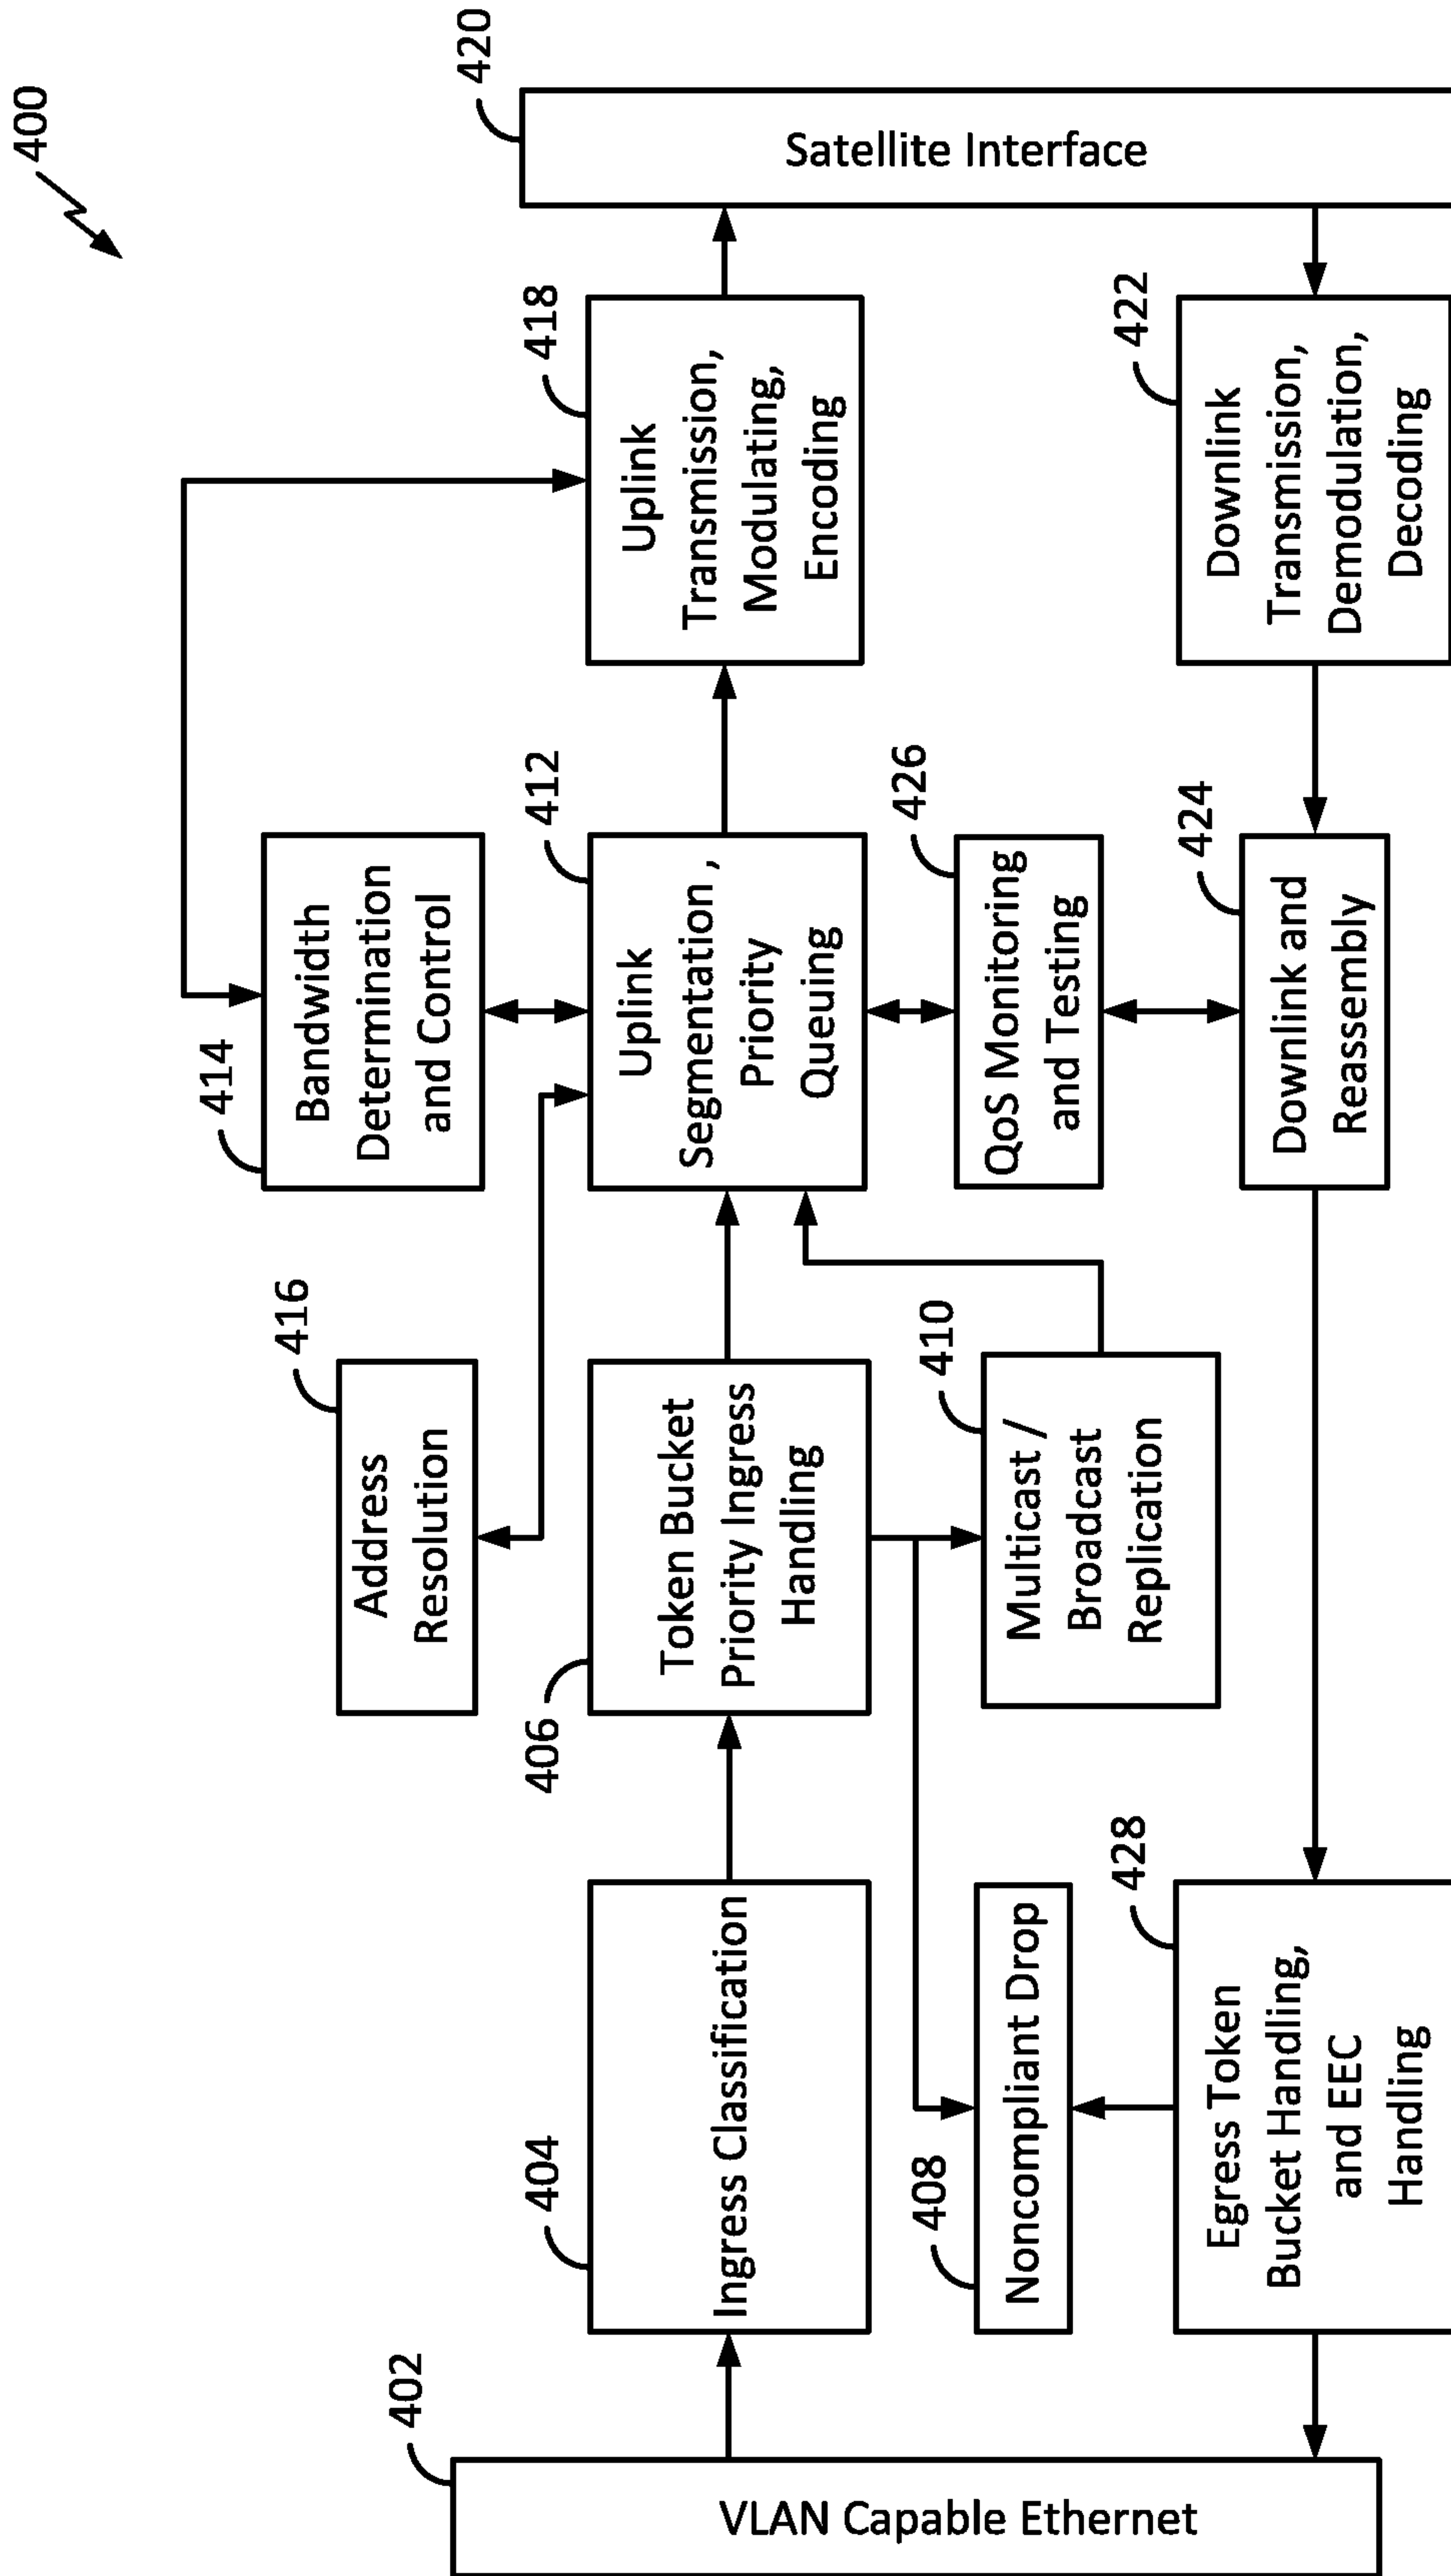 400
402
VLAN Capable Ethernet
404
Ingress Classification
406
Token Bucket
Priority Ingress
Handling
408
Noncompliant Drop
410
Multicast /
Broadcast
Replication
416
Address
Resolution
414
Bandwidth
Determination
and Control
412
Uplink
Segmentation ,
Priority
Queuing
426
QoS Monitoring
and Testing
424
Downlink and
Reassembly
418
Uplink
Transmission,
Modulating,
Encoding
422
Downlink
Transmission,
Demodulation,
Decoding
420
Satellite Interface
428
Egress Token
Bucket Handling,
and EEC
Handling